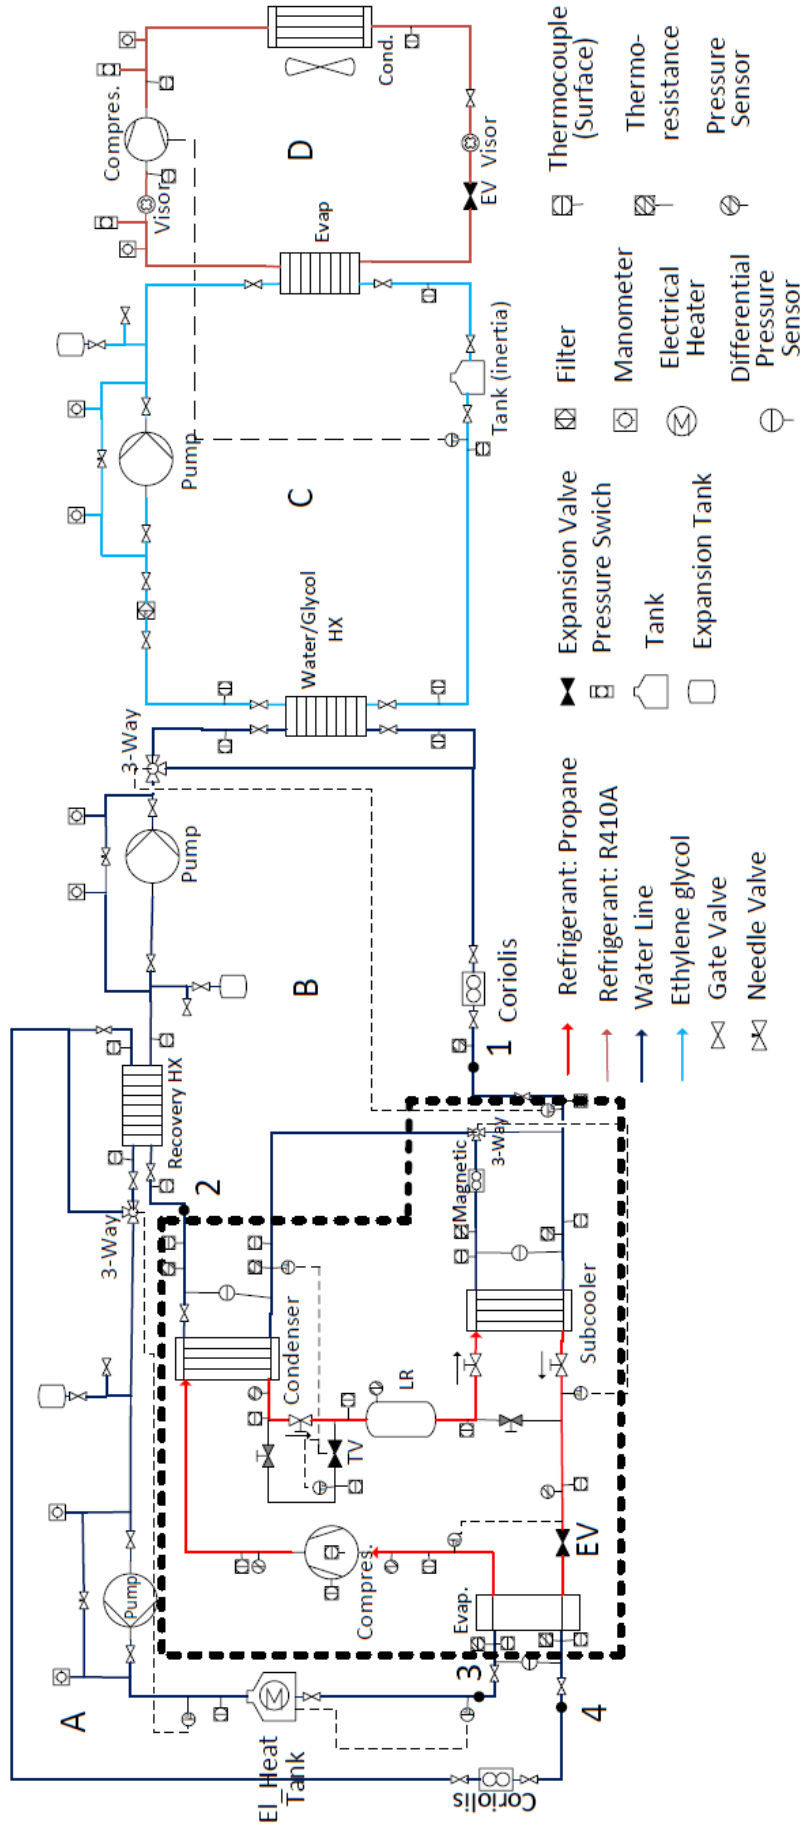 A
Pump
El_Heat
Tank
Coriolis
3-Way
Recovery HX
2
B
Pump
3-Way
Condenser
TV
LR
Compres.
Evap.
EV
3
4
Magnetic
3-Way
Subcooler
1
Coriolis
Water/Glycol
HX
C
Pump
Tank (inertia)
Evap
D
Visor
Compres.
Cond.
EV
Visor
Refrigerant: Propane
Refrigerant: R410A
Water Line
Ethylene glycol
Gate Valve
Needle Valve
Expansion Valve
Pressure Swich
Tank
Expansion Tank
Filter
Manometer
Electrical
Heater
Differential
Pressure
Sensor
Thermocouple
(Surface)
Thermo-
resistance
Pressure
Sensor